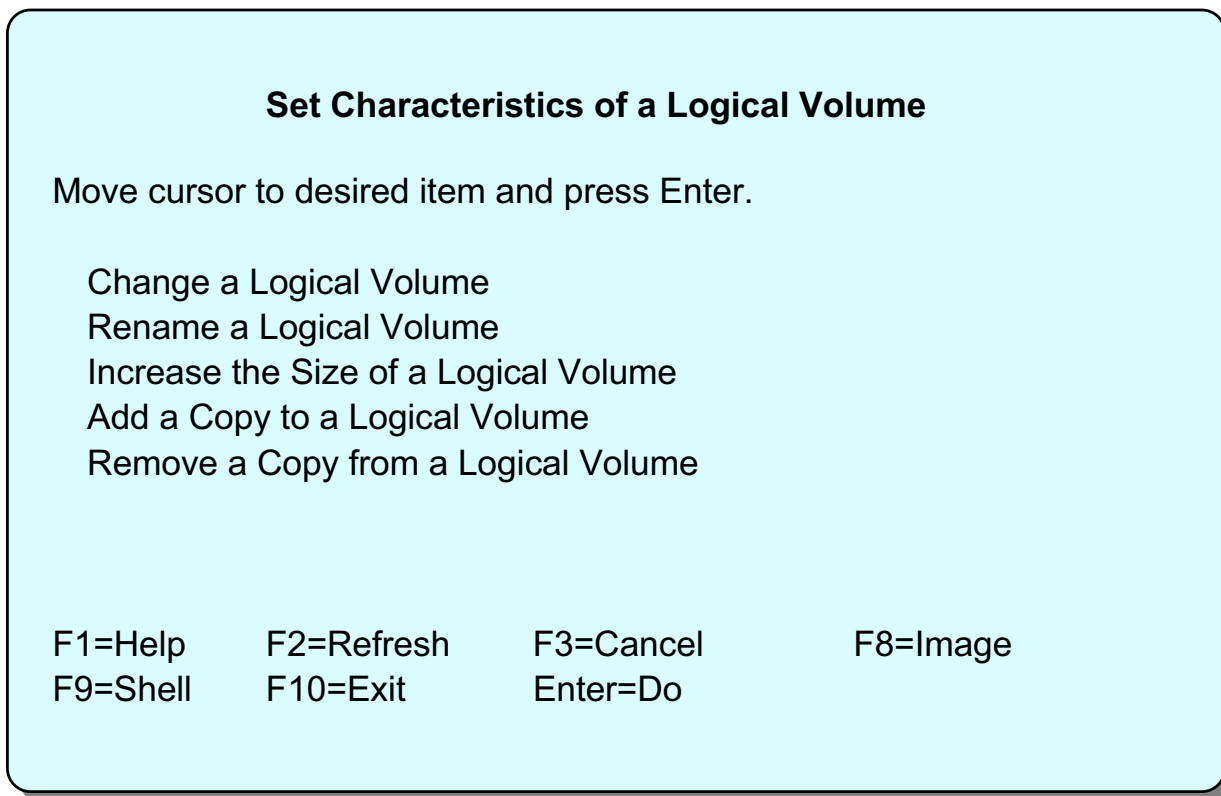 Set Characteristics of a Logical Volume
Move cursor to desired item and press Enter.
Change a Logical Volume
Rename a Logical Volume
Increase the Size of a Logical Volume
Add a Copy to a Logical Volume
Remove a Copy from a Logical Volume
F1=Help F2=Refresh F3=Cancel F8=Image
F9=Shell F10=Exit Enter=Do